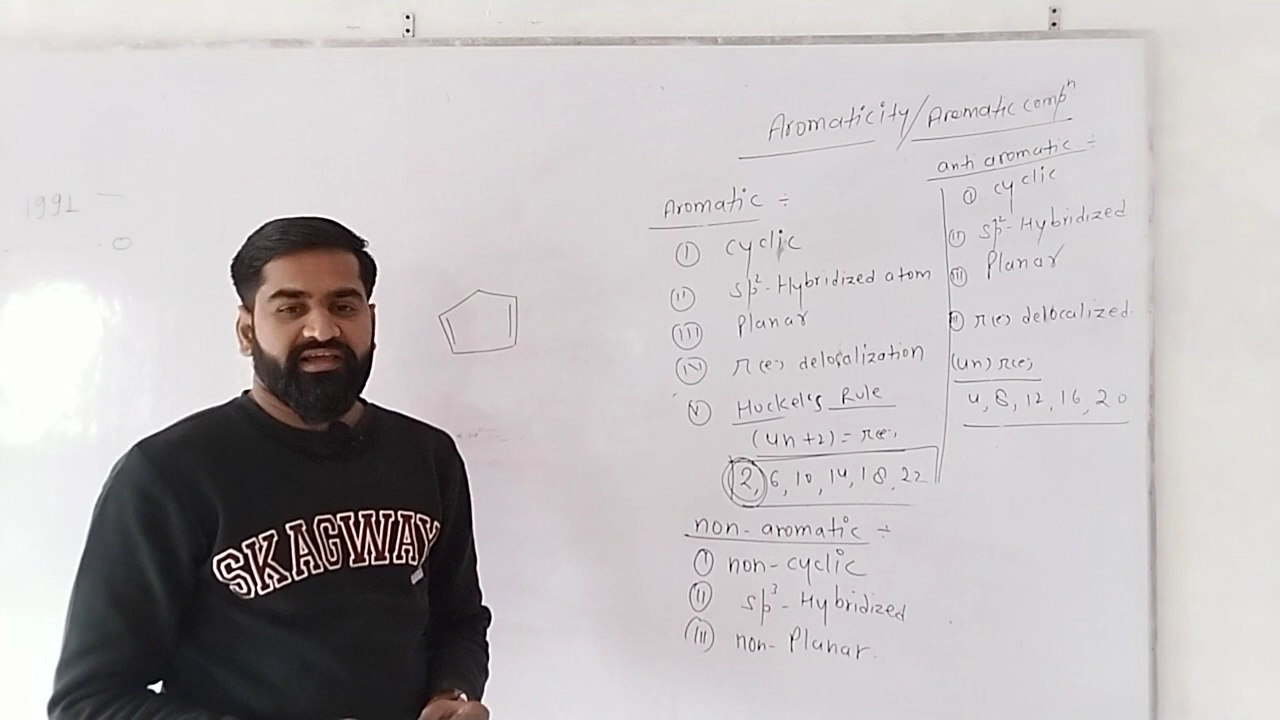 Aromaticity/Aromatic compⁿ
Aromatic ÷
(I) cyclic
(II) sp²-Hybridized atom
(III) Planar
(IV) π(e-) delocalization
(V) Huckel's Rule
(4n+2) = πe-
2, 6, 10, 14, 18, 22
non-aromatic ÷
(I) non-cyclic
(II) sp³-Hybridized
(III) non-Planar.
anti aromatic ÷
(I) cyclic
(II) sp²-Hybridized
(III) Planar
π(e-) delocalized.
(4n) π(e-)
4, 8, 12, 16, 20
1991
SKAGWAY